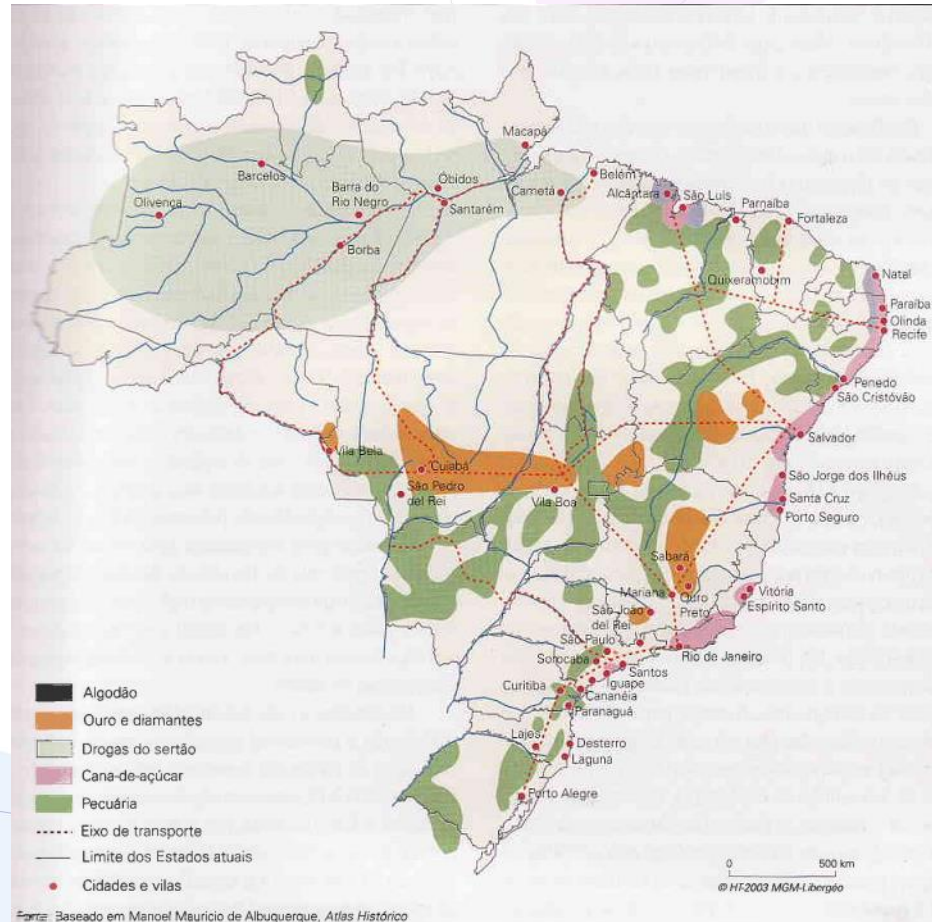 Macapá
Belém
Barcelos
Óbidos
Cametá
Barra do
Rio Negro
Santarém
Alcântara
São Luís
Parnaíba
Fortaleza
Olivença
Borba
Quixeramobim
Natal
Paraíba
Olinda
Recife
Penedo
São Cristóvão
Salvador
Vila Bela
Cuiabá
São Pedro
del Rei
Vila Boa
São Jorge dos Ilhéus
Santa Cruz
Porto Seguro
Sabará
Mariana
Ouro
Preto
Vitória
Espírito Santo
São João
del Rei
São Paulo
Rio de Janeiro
Sorocaba
Santos
Iguape
Curitiba
Cananéia
Paranaguá
Lajes
Desterro
Laguna
Porto Alegre
Algodão
Ouro e diamantes
Drogas do sertão
Cana-de-açúcar
Pecuária
Eixo de transporte
Limite dos Estados atuais
Cidades e vilas
0 500 km
© HT-2003 MGM-Libergéo
Fonte: Baseado em Manoel Mauricio de Albuquerque, Atlas Histórico